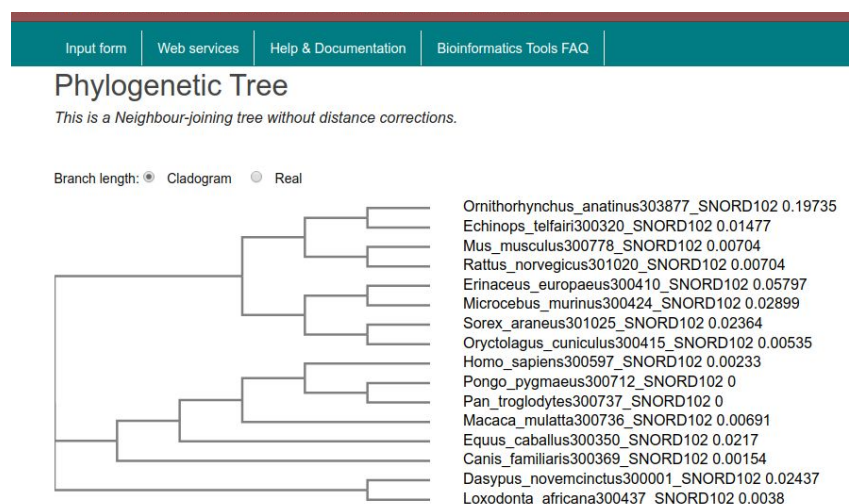 Input form Web services Help & Documentation Bioinformatics Tools FAQ
Phylogenetic Tree
This is a Neighbour-joining tree without distance corrections.
Branch length: Cladogram Real
Ornithorhynchus_anatinus303877_SNORD102 0.19735
Echinops_telfairi300320_SNORD102 0.01477
Mus_musculus300778_SNORD102 0.00704
Rattus_norvegicus301020_SNORD102 0.00704
Erinaceus_europaeus300410_SNORD102 0.05797
Microcebus_murinus300424_SNORD102 0.02899
Sorex_araneus301025_SNORD102 0.02364
Oryctolagus_cuniculus300415_SNORD102 0.00535
Homo_sapiens300597_SNORD102 0.00233
Pongo_pygmaeus300712_SNORD102 0
Pan_troglodytes300737_SNORD102 0
Macaca_mulatta300736_SNORD102 0.00691
Equus_caballus300350_SNORD102 0.0217
Canis_familiaris300369_SNORD102 0.00154
Dasypus_novemcinctus300001_SNORD102 0.02437
Loxodonta_africana300437_SNORD102 0.0038